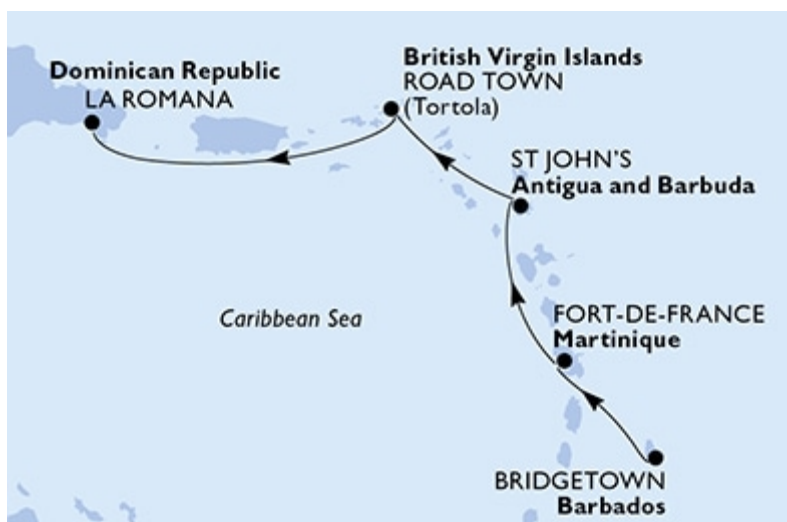 British Virgin Islands
ROAD TOWN
(Tortola)
Dominican Republic
LA ROMANA
ST JOHN'S
Antigua and Barbuda
Caribbean Sea
FORT-DE-FRANCE
Martinique
BRIDGETOWN
Barbados